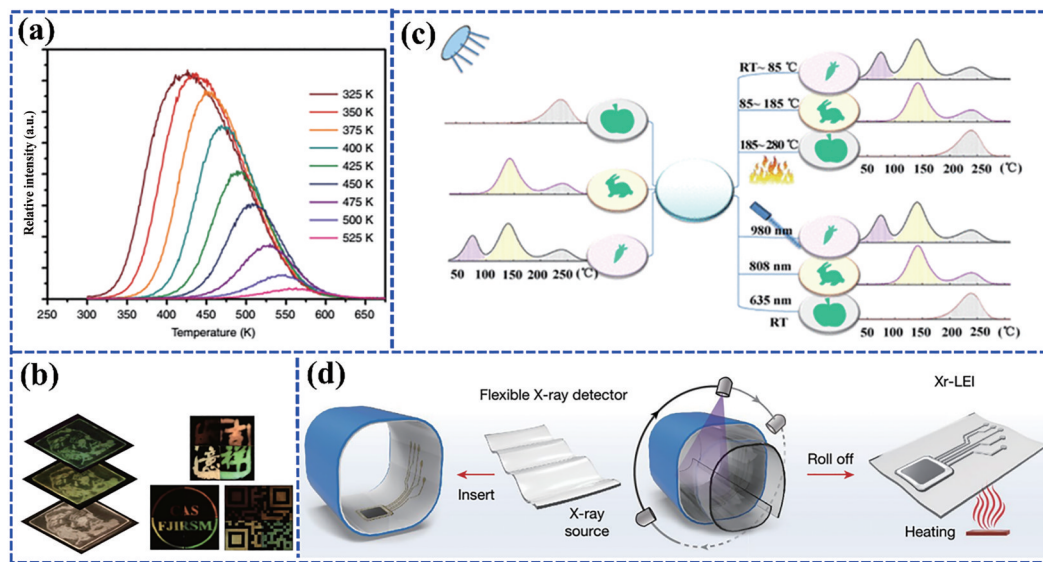 (a)
Relative intensity (a.u.)
325 K
350 K
375 K
400 K
425 K
450 K
475 K
500 K
525 K
250 300 350 400 450 500 550 600 650
Temperature (K)
(c)
50 100 150 200 250 (℃)
RT~ 85 ℃
85~ 185 ℃
185~280 ℃
50 100 150 200 250 (℃)
980 nm
808 nm
635 nm
RT
50 100 150 200 250 (℃)
(b)
吉
憶 祥
CAS
FJIRSM
(d)
Flexible X-ray detector
Insert
X-ray
source
Roll off
Xr-LEI
Heating